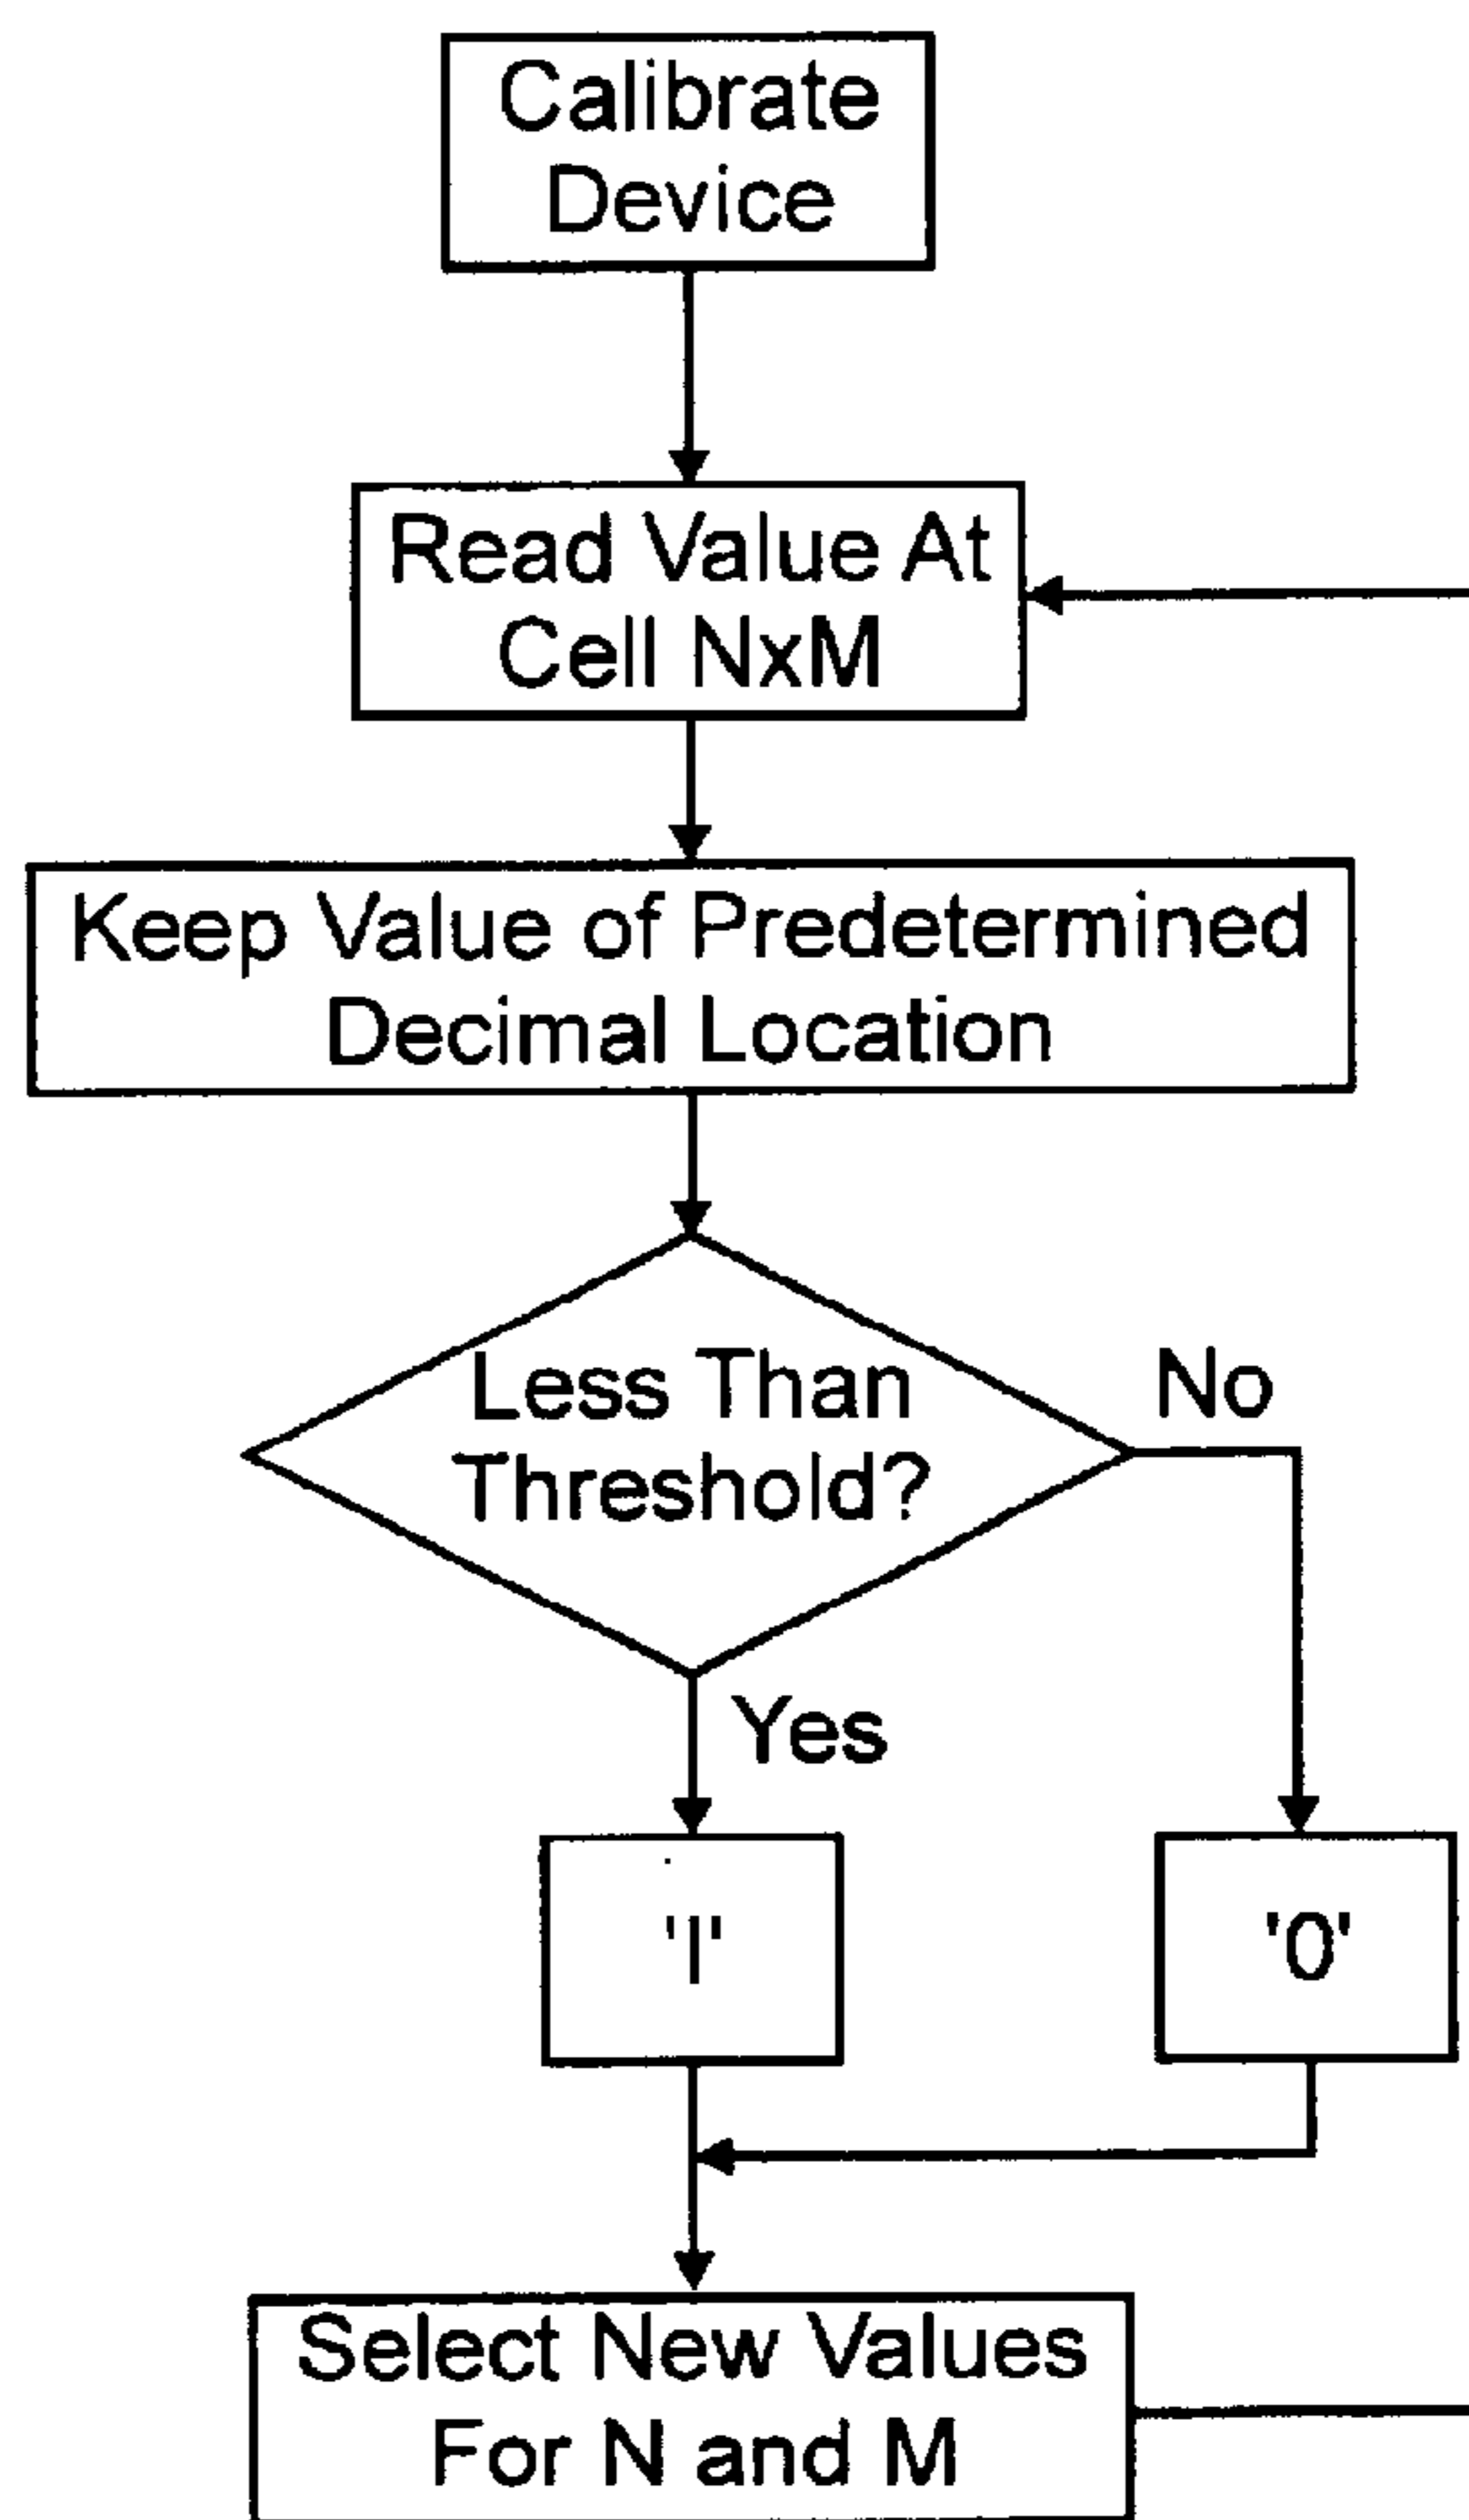 Calibrate
Device
Read Value At
Cell NxM
Keep Value of Predetermined
Decimal Location
Less Than
Threshold?
No
Yes
'|'
'0'
Select New Values
For N and M